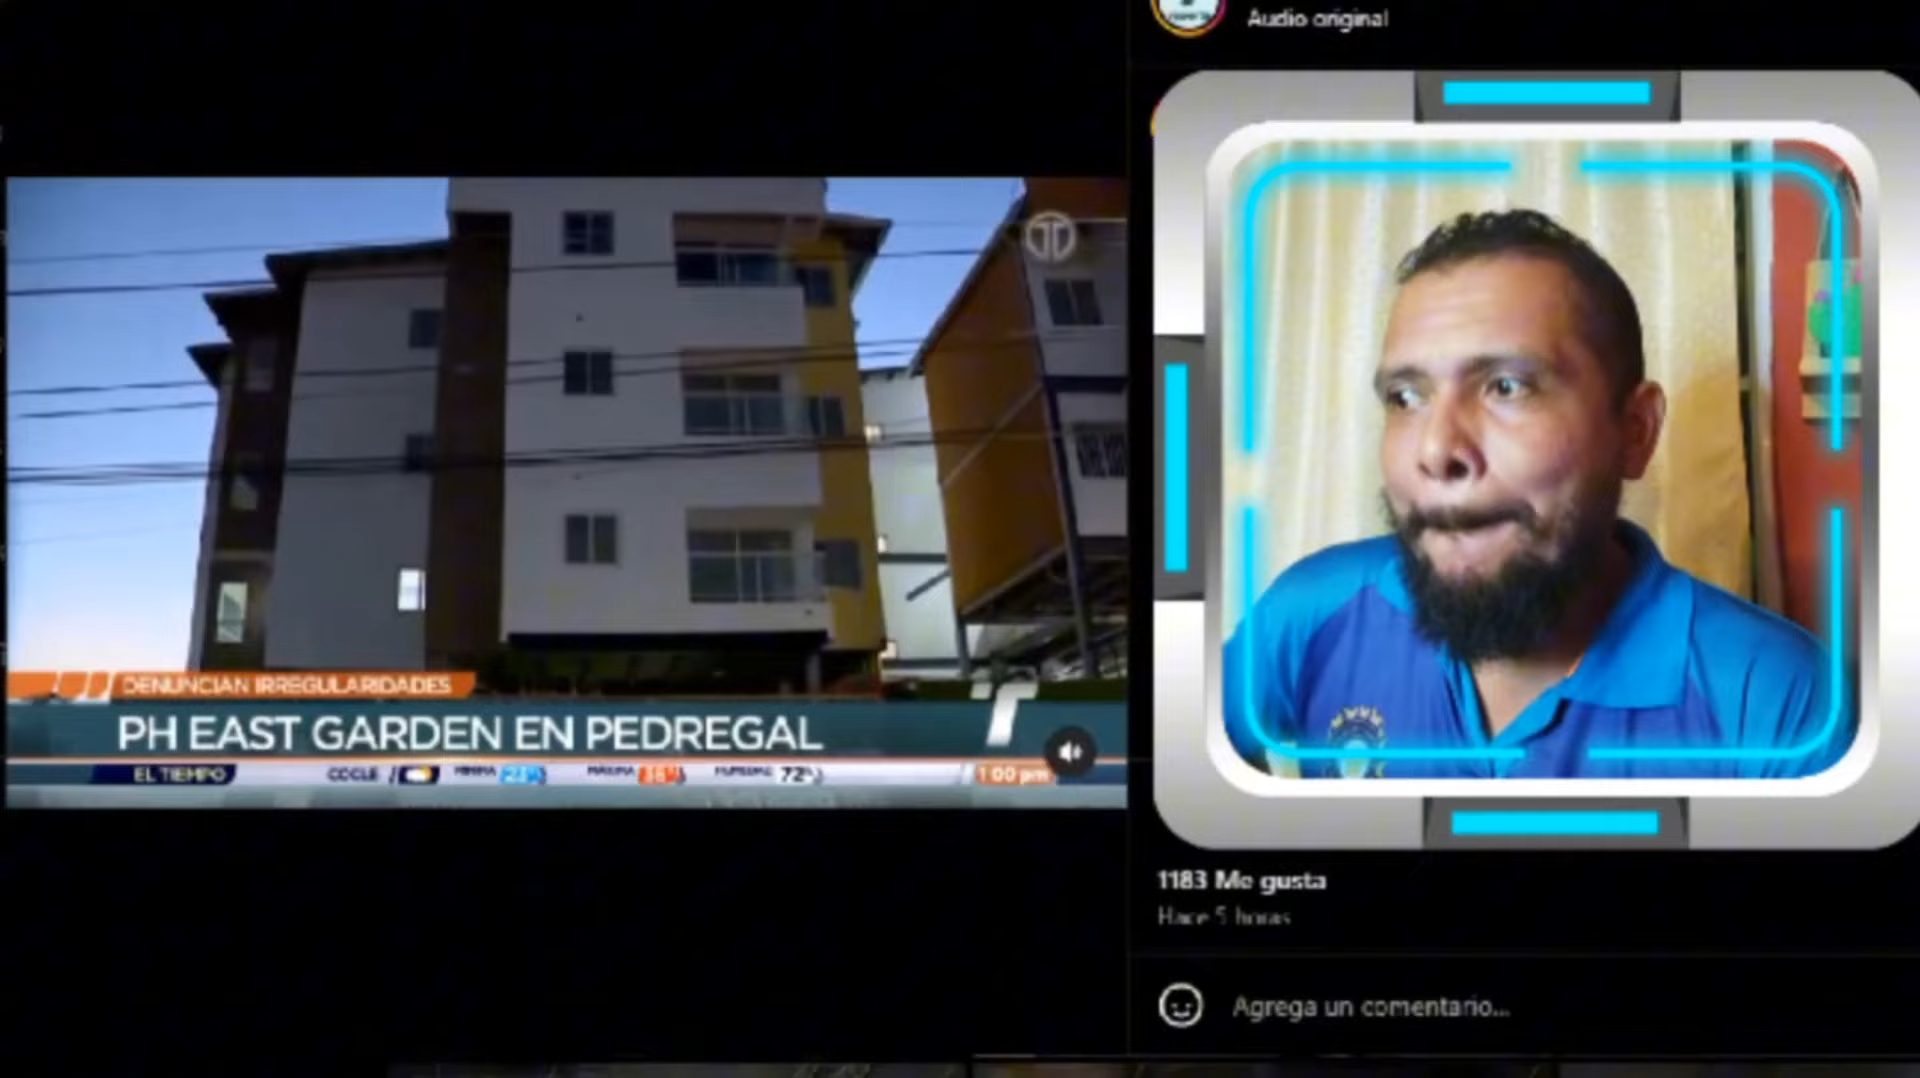 Audio original
DENUNCIAN IRREGULARIDADES
PH EAST GARDEN EN PEDREGAL
EL TIEMPO COCLE MÁXIMA 72%
1:00 pm
1183 Me gusta
Hace 5 horas
Agrega un comentario...